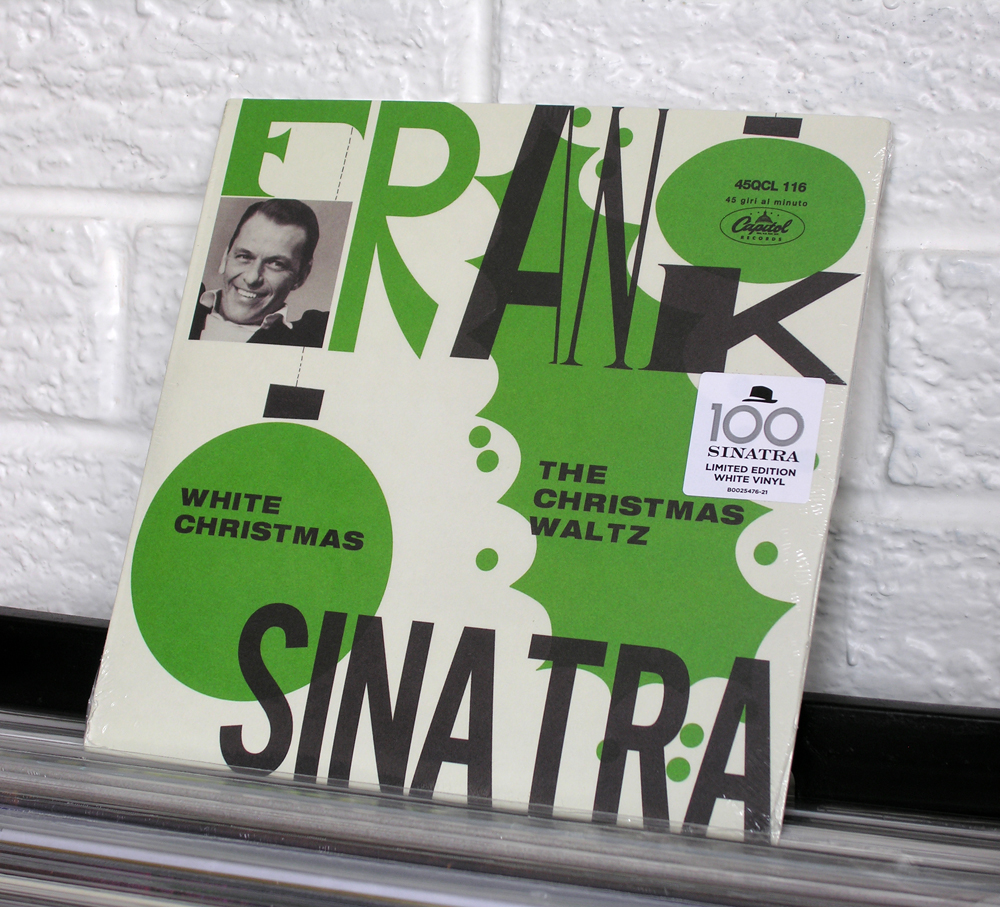 FRANK
45QCL 116
45 giri al minuto
Capitol
RECORDS
100
SINATRA
LIMITED EDITION
WHITE VINYL
B0025476-21
WHITE
CHRISTMAS
THE
CHRISTMAS
WALTZ
SINATRA